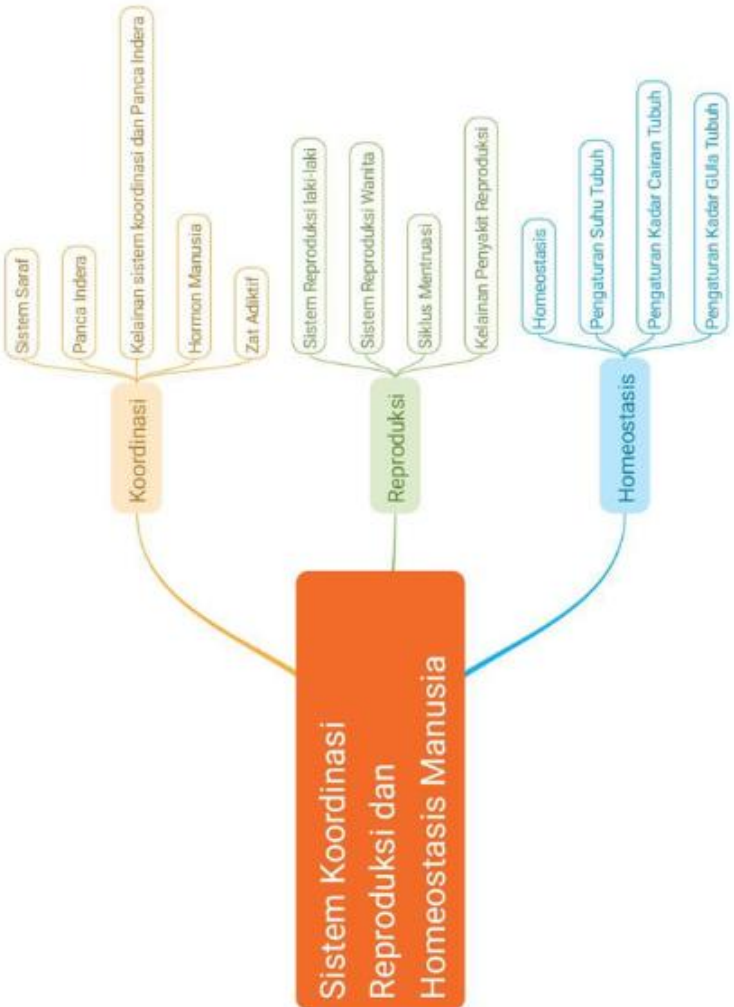 Sistem Koordinasi
Reproduksi dan
Homeostasis Manusia
Koordinasi
Sistem Saraf
Panca Indera
Kelainan sistem koordinasi dan Panca Indera
Hormon Manusia
Zat Adiktif
Reproduksi
Sistem Reproduksi laki-laki
Sistem Reproduksi Wanita
Siklus Mentruasi
Kelainan Penyakit Reproduksi
Homeostasis
Homeostasis
Pengaturan Suhu Tubuh
Pengaturan Kadar Cairan Tubuh
Pengaturan Kadar GUla Tubuh